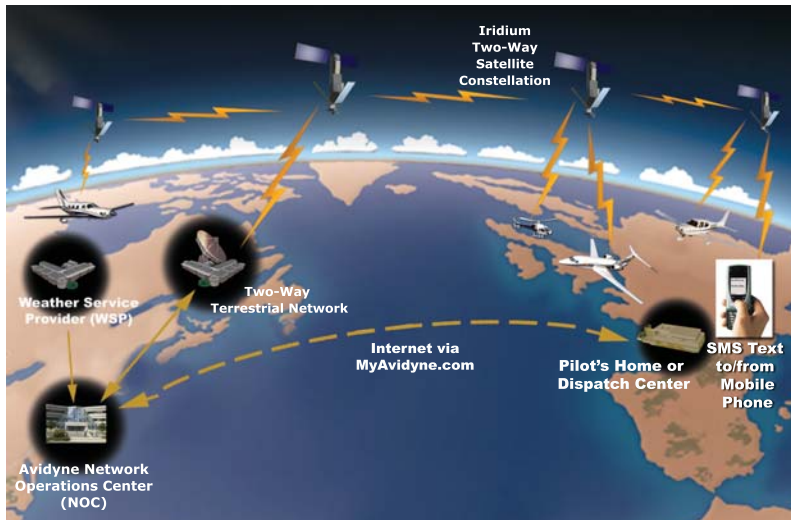 Iridium
Two-Way
Satellite
Constellation
Weather Service
Provider (WSP)
Two-Way
Terrestrial Network
Internet via
MyAvidyne.com
Pilot's Home or
Dispatch Center
SMS Text
to/from
Mobile
Phone
Avidyne Network
Operations Center
(NOC)